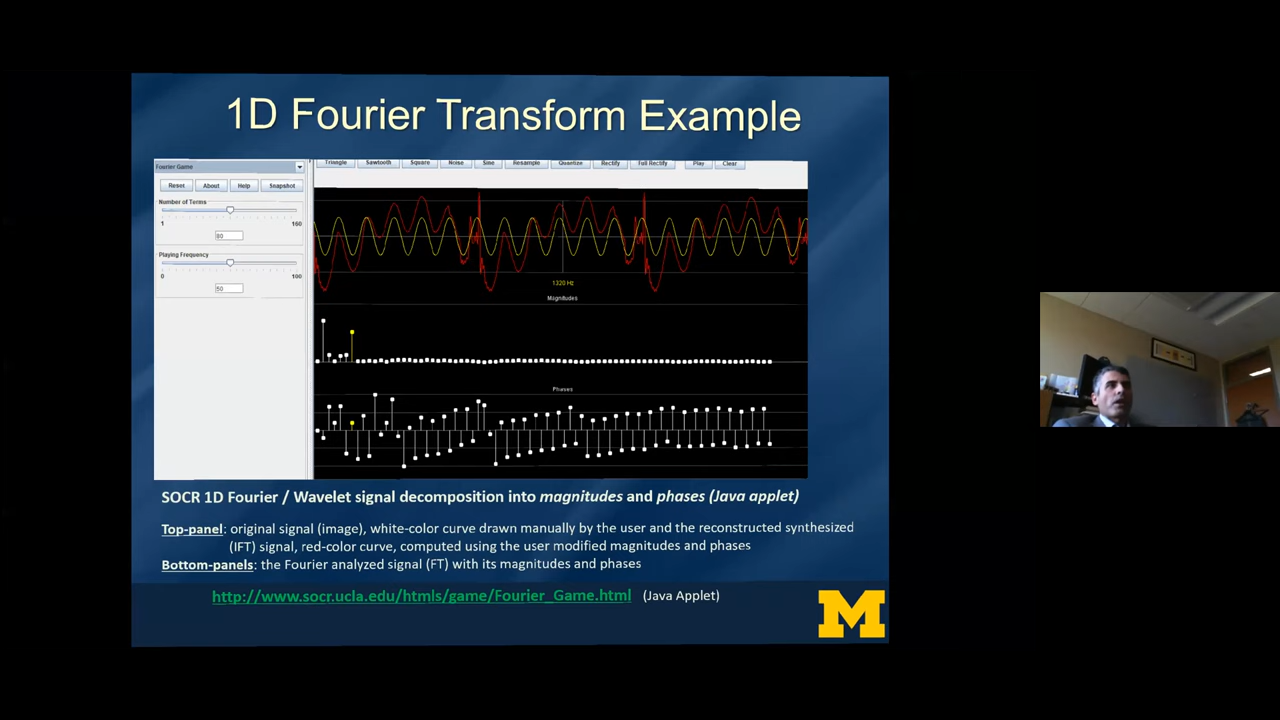 1D Fourier Transform Example
Fourier Game
Reset About Help Snapshot
Number of Terms
1 160
80
Playing Frequency
0 100
50
Triangle Sawtooth Square Noise Sine Resample Quantize Rectify Full Rectify Play Clear
1320 Hz
Magnitudes
Phases
SOCR 1D Fourier / Wavelet signal decomposition into magnitudes and phases (Java applet)
Top-panel: original signal (image), white-color curve drawn manually by the user and the reconstructed synthesized
(IFT) signal, red-color curve, computed using the user modified magnitudes and phases
Bottom-panels: the Fourier analyzed signal (FT) with its magnitudes and phases
http://www.socr.ucla.edu/htmls/game/Fourier_Game.html (Java Applet)
M